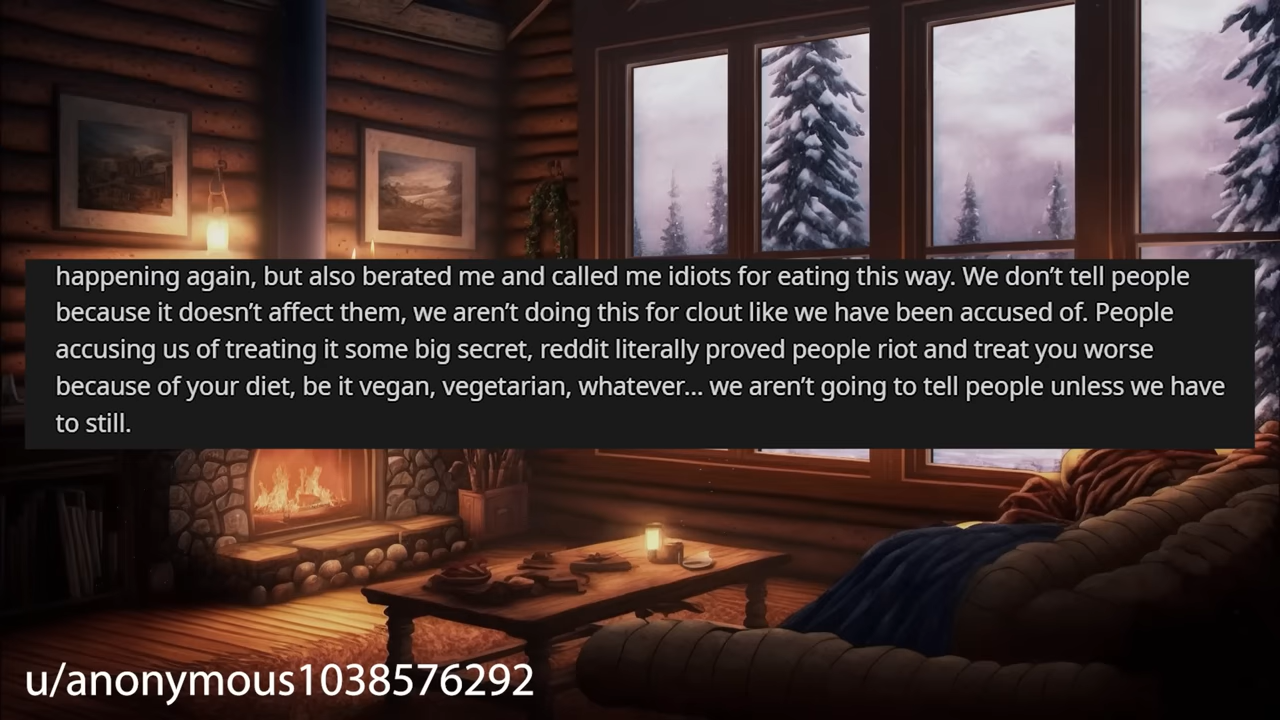 happening again, but also berated me and called me idiots for eating this way. We don’t tell people
because it doesn’t affect them, we aren’t doing this for clout like we have been accused of. People
accusing us of treating it some big secret, reddit literally proved people riot and treat you worse
because of your diet, be it vegan, vegetarian, whatever... we aren’t going to tell people unless we have
to still.
u/anonymous1038576292